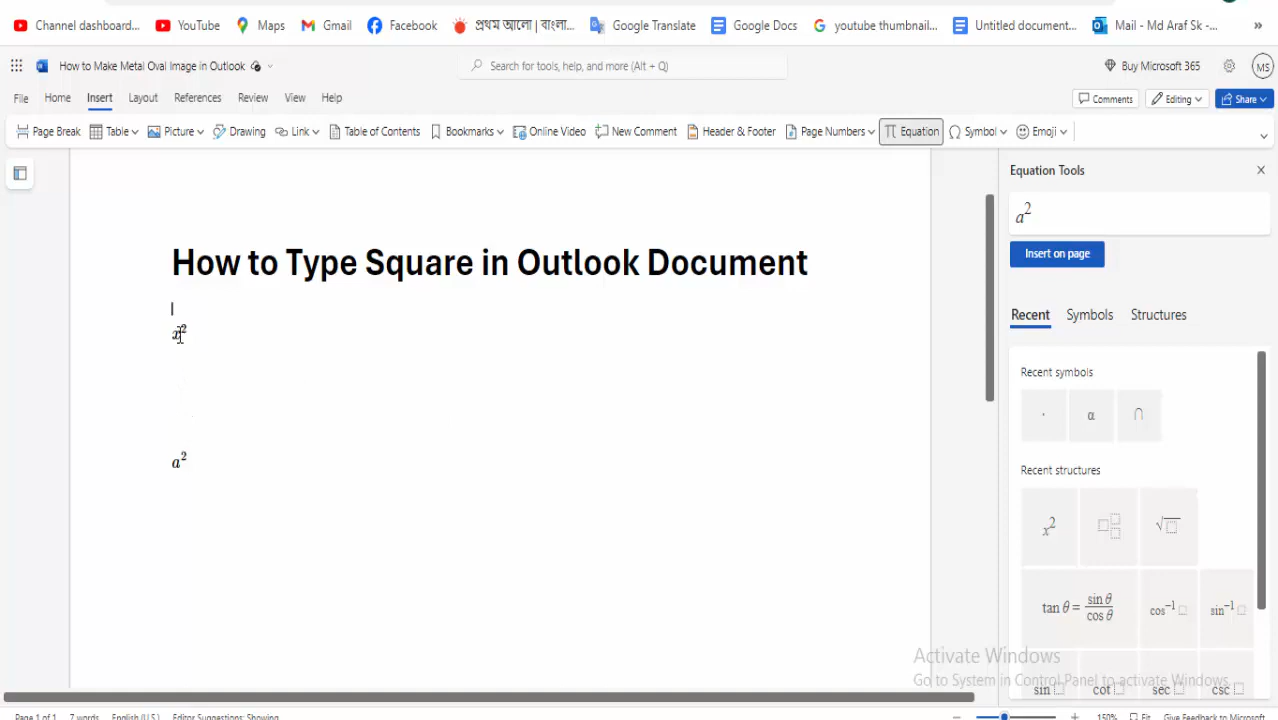 Channel dashboard... YouTube Maps Gmail Facebook প্রথম আলো | বাংলা... Google Translate Google Docs youtube thumbnail... Untitled document... Mail - Md Araf Sk -... »
How to Make Metal Oval Image in Outlook Search for tools, help, and more (Alt + Q) Buy Microsoft 365 MS
File Home Insert Layout References Review View Help Comments Editing Share
Page Break Table Picture Drawing Link Table of Contents Bookmarks Online Video New Comment Header & Footer Page Numbers Equation Symbol Emoji
Equation Tools
a²
Insert on page
How to Type Square in Outlook Document
x²
a²
Recent Symbols Structures
Recent symbols
· α ∩
Recent structures
x² √
tan θ = sin θ / cos θ cos⁻¹ sin⁻¹
sin cot sec csc
Activate Windows
Go to System in Control Panel to activate Windows.
Page 1 of 1 7 words English (U.S.) Editor Suggestions: Showing 150% Fit Give Feedback to Microsoft